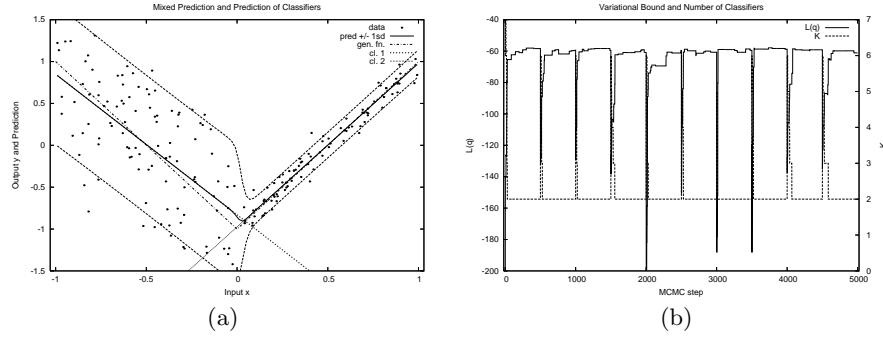 Mixed Prediction and Prediction of Classifiers
data
pred +/- 1sd
gen. fn.
cl. 1
cl. 2
1.5
1
0.5
0
-0.5
-1
-1.5
Output y and Prediction
-1 -0.5 0 0.5 1
Input x
(a)
Variational Bound and Number of Classifiers
L(q)
K
-40
-60
-80
-100
-120
-140
-160
-180
-200
L(q)
7
6
5
4
3
2
1
0
K
0 1000 2000 3000 4000 5000
MCMC step
(b)